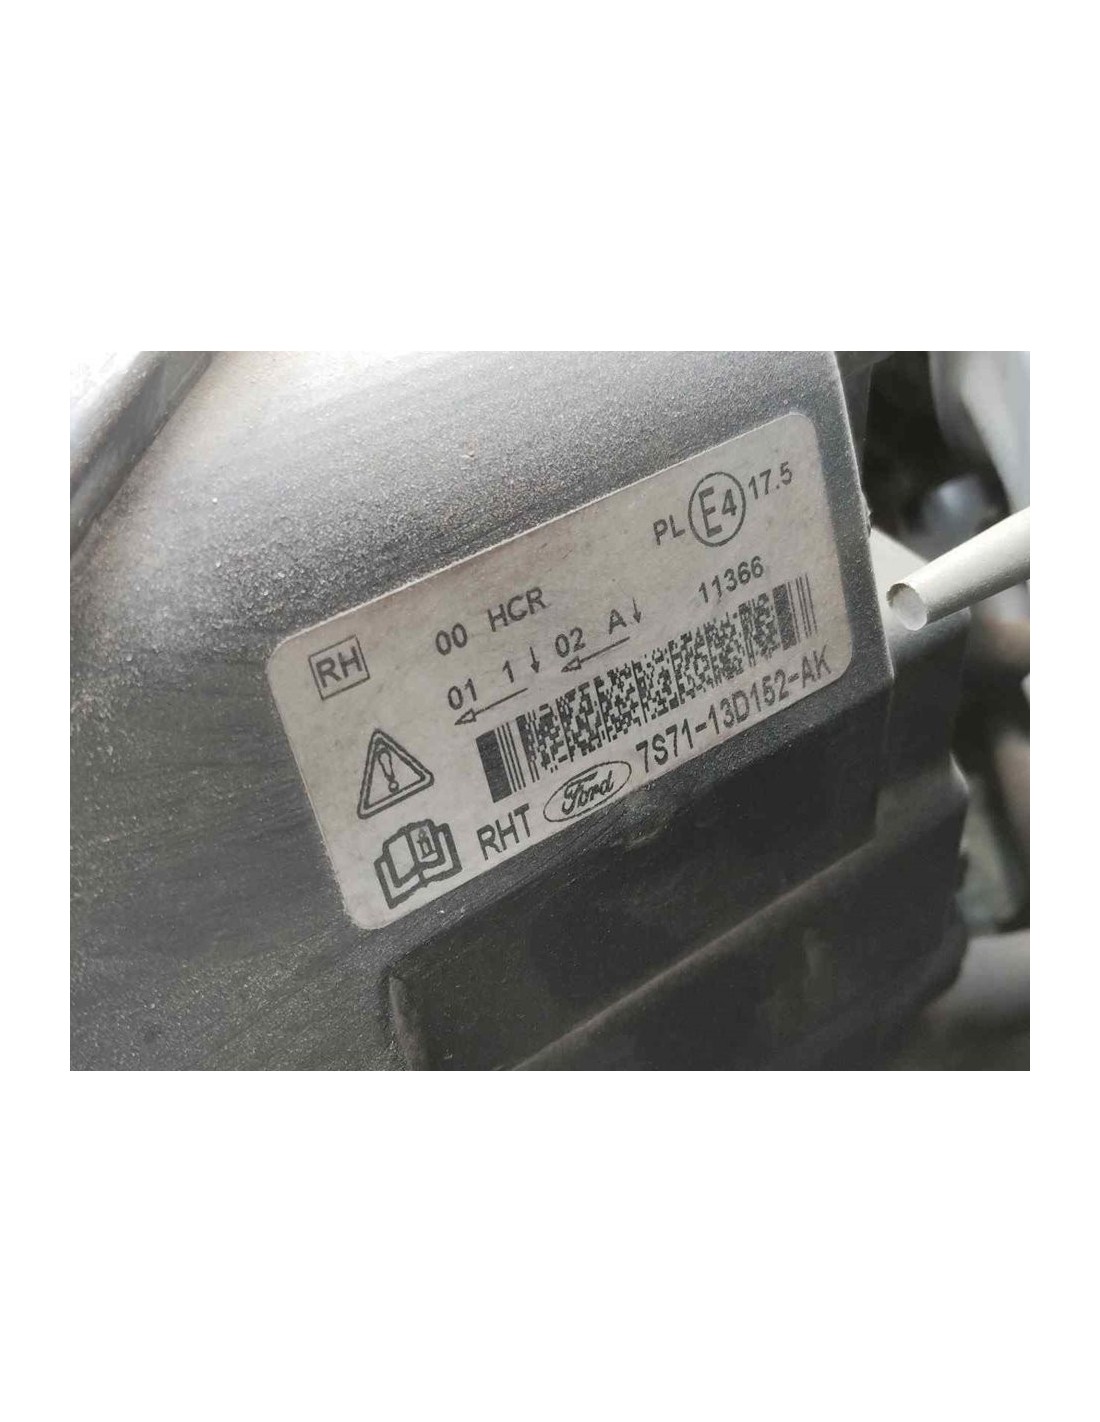 RH
00 HCR
PL E4 17.5
01 1 02 A 11366
RHT Ford 7S71-13D152-AK